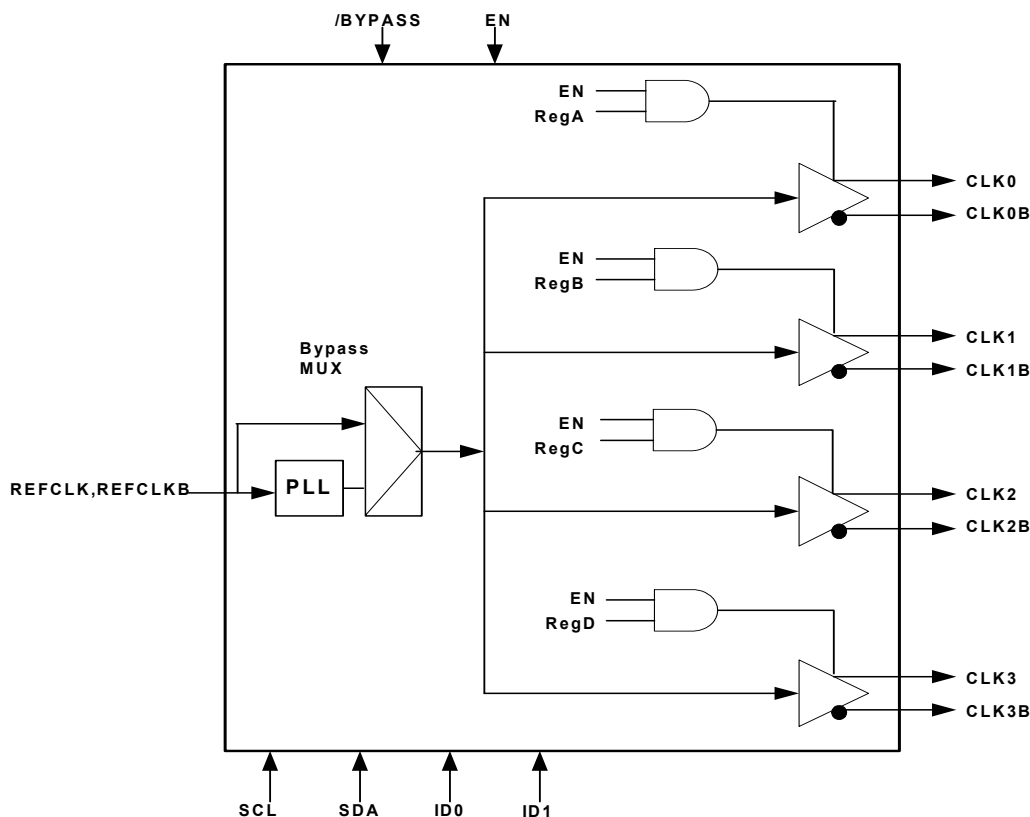 /BYPASS
EN
EN
RegA
CLK0
CLK0B
EN
RegB
CLK1
CLK1B
Bypass
MUX
EN
RegC
REFCLK,REFCLKB
PLL
CLK2
CLK2B
EN
RegD
CLK3
CLK3B
SCL
SDA
ID0
ID1